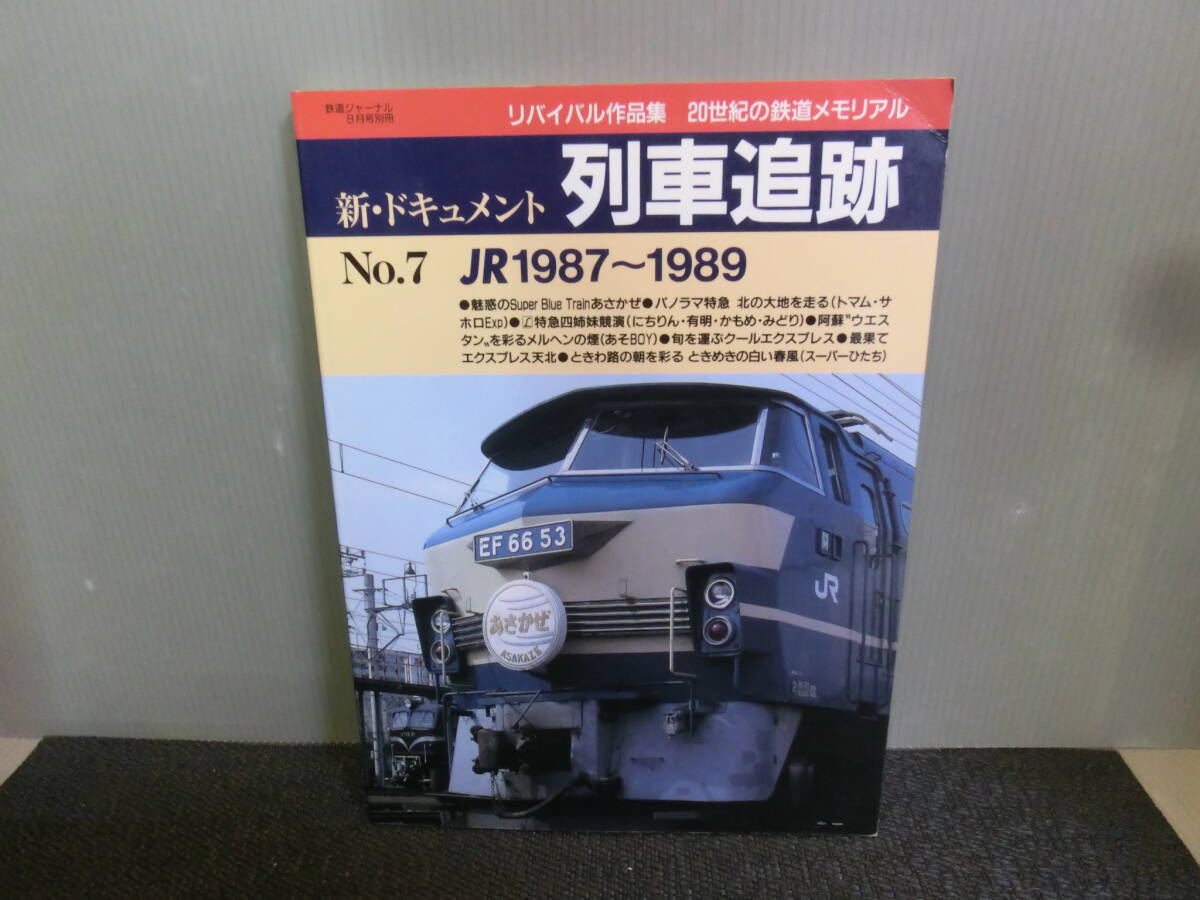 鉄道ジャーナル
8月号別冊
リバイバル作品集 20世紀の鉄道メモリアル
新・ドキュメント 列車追跡
No.7 JR1987〜1989
●魅惑のSuper Blue Trainあさかぜ●パノラマ特急 北の大地を走る(トマム・サ
ホロExp)●L特急四姉妹競演(にちりん・有明・かもめ・みどり)●阿蘇〝ウエス
タン〟を彩るメルヘンの煙(あそBOY)●旬を運ぶクールエクスプレス●最果て
エクスプレス天北●ときわ路の朝を彩る ときめきの白い春風(スーパーひたち)
EF 66 53
JR
あさかぜ
ASAKAZE